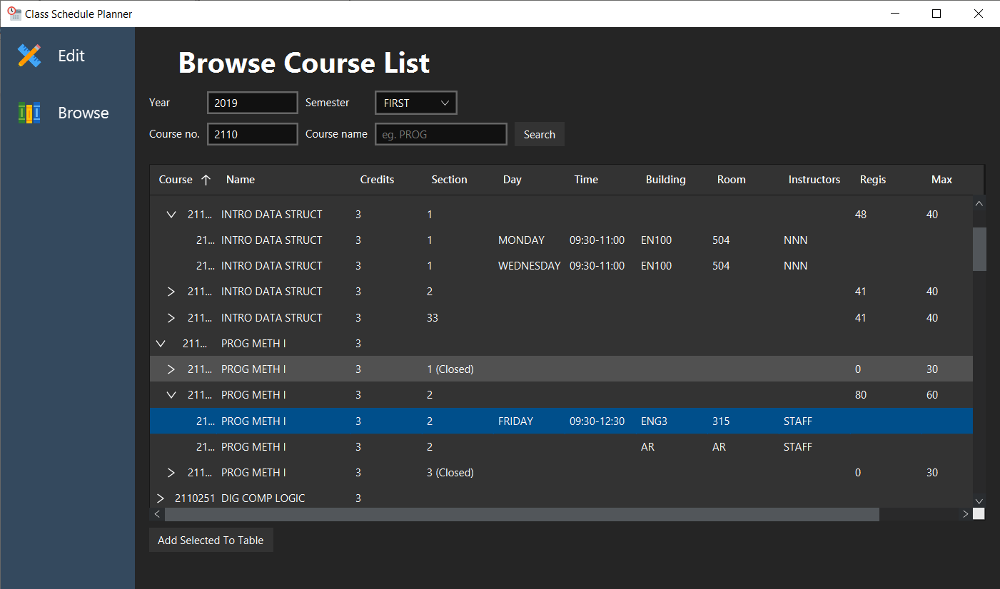 Class Schedule Planner
Edit
Browse
Browse Course List
Year 2019 Semester FIRST
Course no. 2110 Course name eg. PROG Search
Course Name Credits Section Day Time Building Room Instructors Regis Max
211... INTRO DATA STRUCT 3 1 48 40
21... INTRO DATA STRUCT 3 1 MONDAY 09:30-11:00 EN100 504 NNN
21... INTRO DATA STRUCT 3 1 WEDNESDAY 09:30-11:00 EN100 504 NNN
211... INTRO DATA STRUCT 3 2 41 40
211... INTRO DATA STRUCT 3 33 41 40
211... PROG METH I 3
211... PROG METH I 3 1 (Closed) 0 30
211... PROG METH I 3 2 80 60
21... PROG METH I 3 2 FRIDAY 09:30-12:30 ENG3 315 STAFF
21... PROG METH I 3 2 AR AR STAFF
211... PROG METH I 3 3 (Closed) 0 30
2110251 DIG COMP LOGIC 3
Add Selected To Table